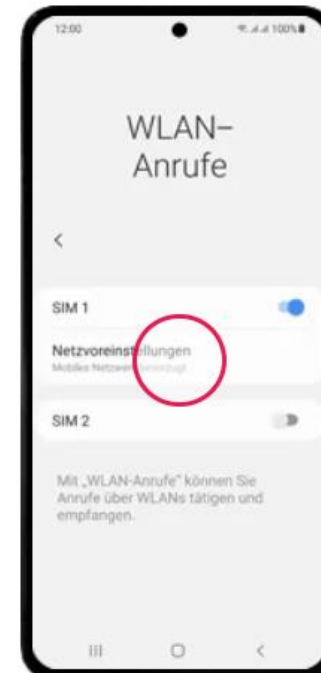 12:00
100%
WLAN-
Anrufe
SIM 1
Netzvoreinstellungen
Mobiles Netzwerk bevorzugt
SIM 2
Mit „WLAN-Anrufe" können Sie
Anrufe über WLANs tätigen und
empfangen.